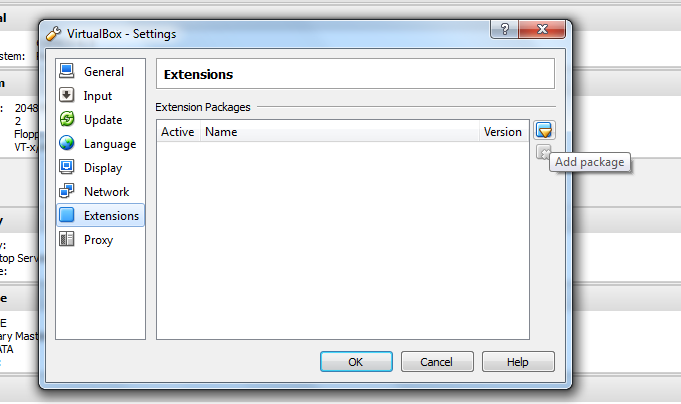 al
VirtualBox - Settings
?
stem:
m
General
Input
Update
Language
Display
Network
Extensions
Proxy
Extensions
Extension Packages
Active Name Version
Add package
2048
2
Flopp
VT-x/
y
y:
top Serv
e:
e
E
ary Mast
ATA
OK Cancel Help